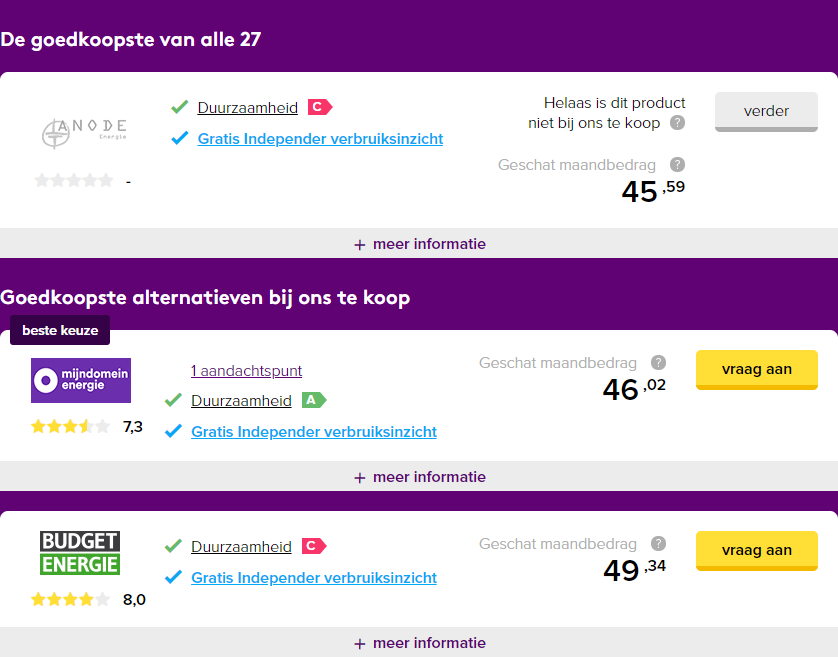 De goedkoopste van alle 27
ANODE
Energie
-
Duurzaamheid C
Gratis Independer verbruiksinzicht
Helaas is dit product
niet bij ons te koop ?
Geschat maandbedrag ?
45,59
verder
+ meer informatie
Goedkoopste alternatieven bij ons te koop
beste keuze
mijndomein
energie
7,3
1 aandachtspunt
Duurzaamheid A
Gratis Independer verbruiksinzicht
Geschat maandbedrag ?
46,02
vraag aan
+ meer informatie
BUDGET
ENERGIE
8,0
Duurzaamheid C
Gratis Independer verbruiksinzicht
Geschat maandbedrag ?
49,34
vraag aan
+ meer informatie